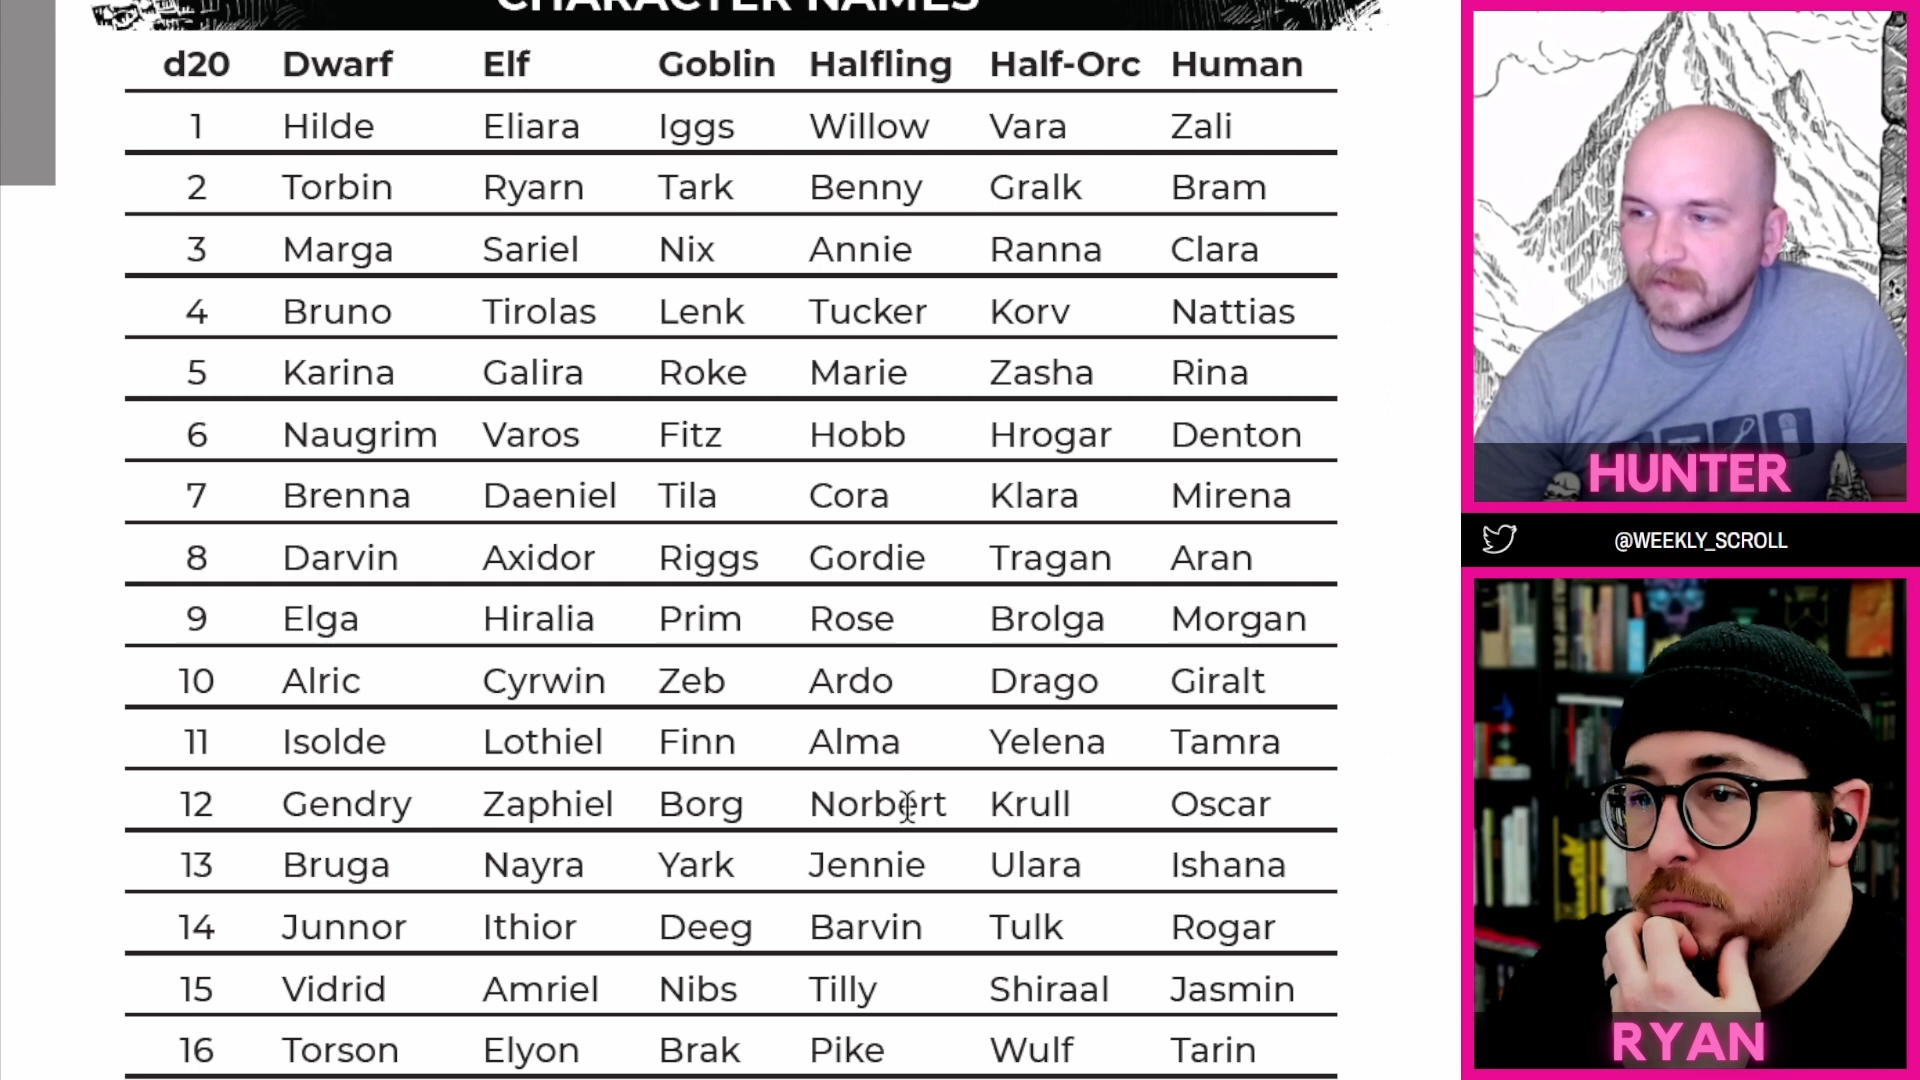 CHARACTER NAMES
d20 Dwarf Elf Goblin Halfling Half-Orc Human
1 Hilde Eliara Iggs Willow Vara Zali
2 Torbin Ryarn Tark Benny Gralk Bram
3 Marga Sariel Nix Annie Ranna Clara
4 Bruno Tirolas Lenk Tucker Korv Nattias
5 Karina Galira Roke Marie Zasha Rina
6 Naugrim Varos Fitz Hobb Hrogar Denton
7 Brenna Daeniel Tila Cora Klara Mirena
8 Darvin Axidor Riggs Gordie Tragan Aran
9 Elga Hiralia Prim Rose Brolga Morgan
10 Alric Cyrwin Zeb Ardo Drago Giralt
11 Isolde Lothiel Finn Alma Yelena Tamra
12 Gendry Zaphiel Borg Norbert Krull Oscar
13 Bruga Nayra Yark Jennie Ulara Ishana
14 Junnor Ithior Deeg Barvin Tulk Rogar
15 Vidrid Amriel Nibs Tilly Shiraal Jasmin
16 Torson Elyon Brak Pike Wulf Tarin
HUNTER
@WEEKLY_SCROLL
RYAN